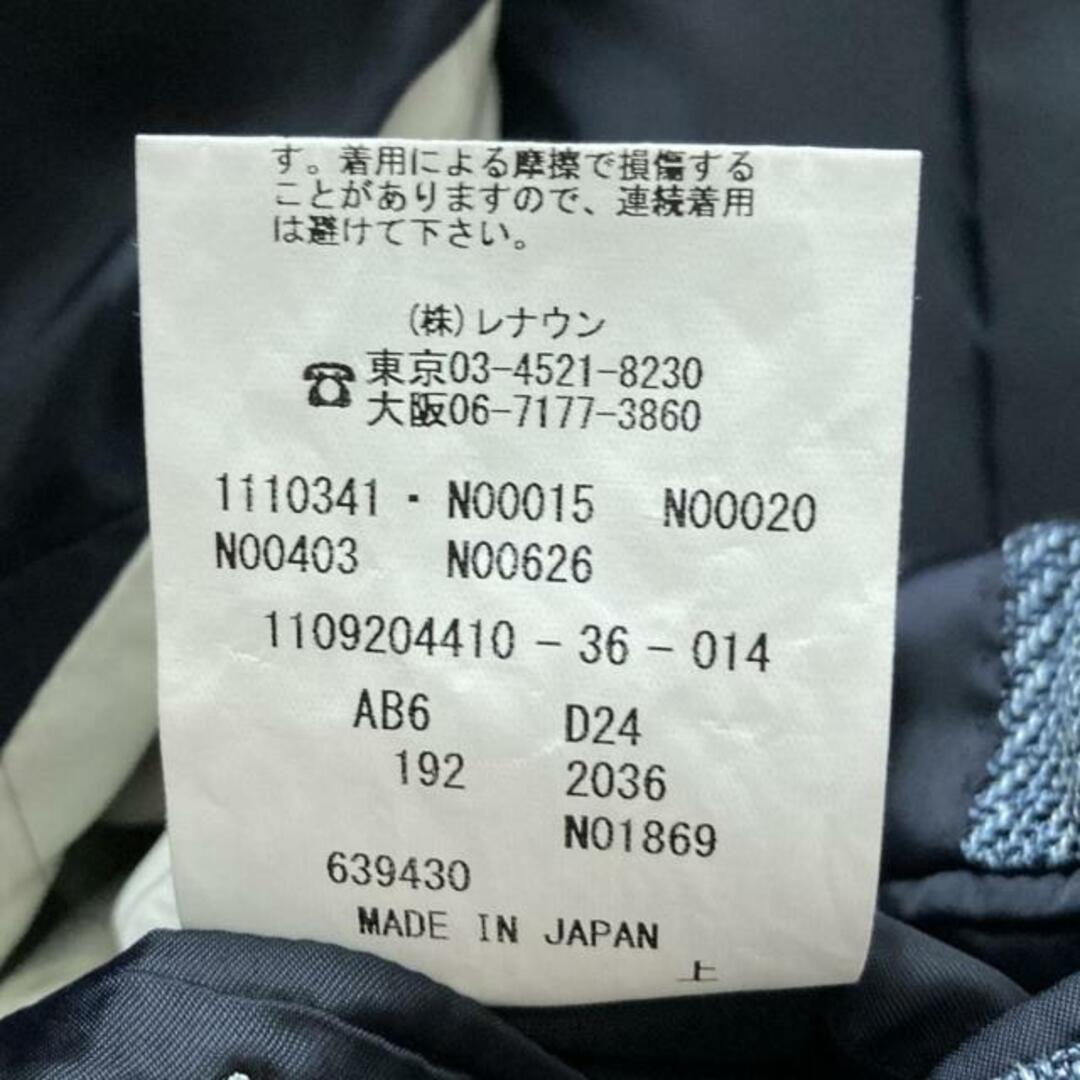 す。着用による摩擦で損傷する
ことがありますので、連続着用
は避けて下さい。
(株)レナウン
☎東京03-4521-8230
大阪06-7177-3860
1110341・N00015 N00020
N00403 N00626
1109204410-36-014
AB6 D24
192 2036
N01869
639430
MADE IN JAPAN
上